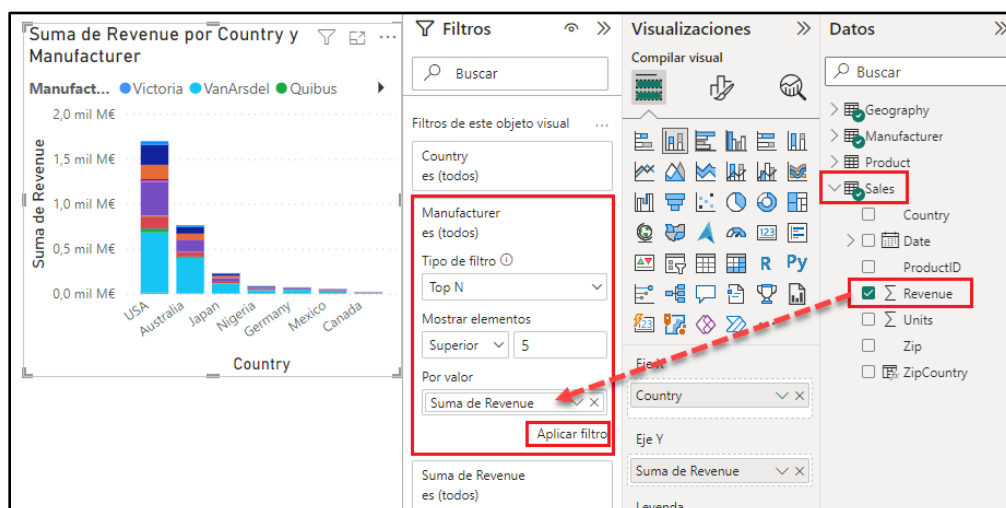 Suma de Revenue por Country y
Manufacturer
Manufact... Victoria VanArsdel Quibus
2,0 mil M€
1,5 mil M€
1,0 mil M€
0,5 mil M€
0,0 mil M€
Suma de Revenue
USA
Australia
Japan
Nigeria
Germany
Mexico
Canada
Country
Filtros
Buscar
Filtros de este objeto visual
Country
es (todos)
Manufacturer
es (todos)
Tipo de filtro
Top N
Mostrar elementos
Superior 5
Por valor
Suma de Revenue
Aplicar filtro
Suma de Revenue
es (todos)
Visualizaciones
Compilar visual
123
R Py
123
Eje X
Country
Eje Y
Suma de Revenue
Leyenda
Datos
Buscar
Geography
Manufacturer
Product
Sales
Country
Date
ProductID
Revenue
Units
Zip
ZipCountry